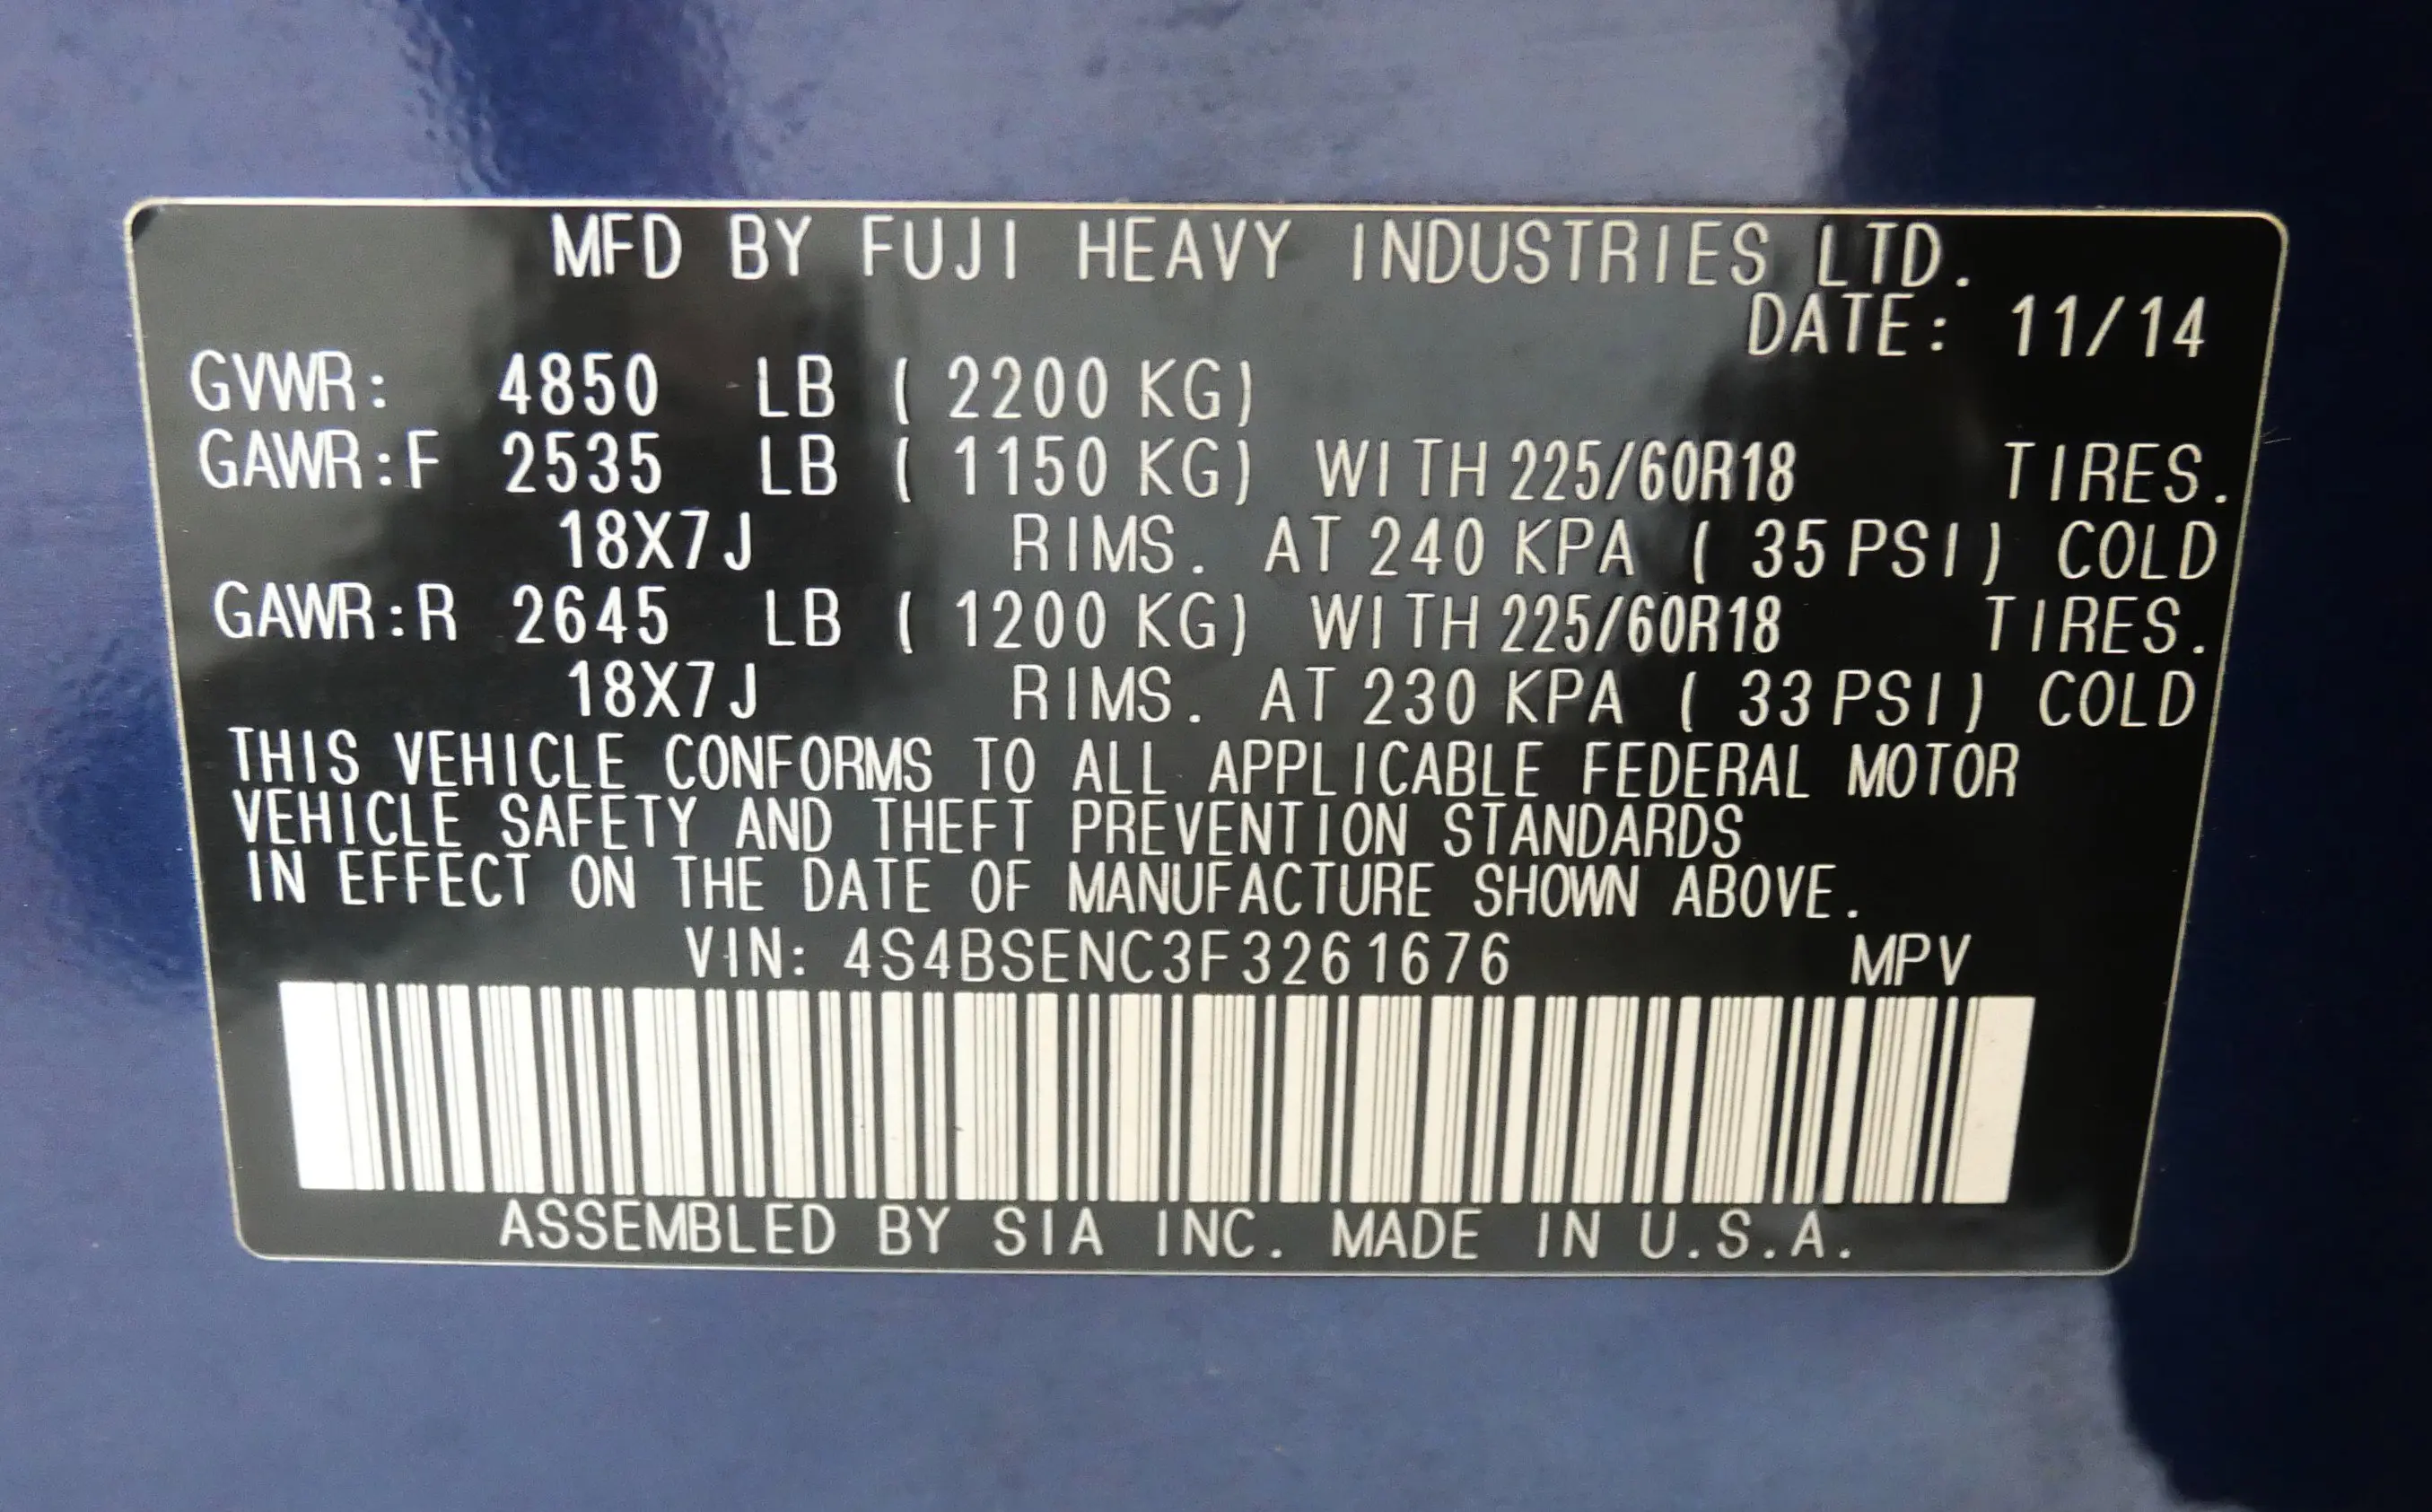 MFD BY FUJI HEAVY INDUSTRIES LTD.
DATE: 11/14
GVWR: 4850 LB ( 2200 KG)
GAWR:F 2535 LB ( 1150 KG) WITH 225/60R18 TIRES.
18X7J RIMS. AT 240 KPA ( 35 PSI) COLD
GAWR:R 2645 LB ( 1200 KG) WITH 225/60R18 TIRES.
18X7J RIMS. AT 230 KPA ( 33 PSI) COLD
THIS VEHICLE CONFORMS TO ALL APPLICABLE FEDERAL MOTOR
VEHICLE SAFETY AND THEFT PREVENTION STANDARDS
IN EFFECT ON THE DATE OF MANUFACTURE SHOWN ABOVE.
VIN: 4S4BSENC3F3261676 MPV
ASSEMBLED BY SIA INC. MADE IN U.S.A.